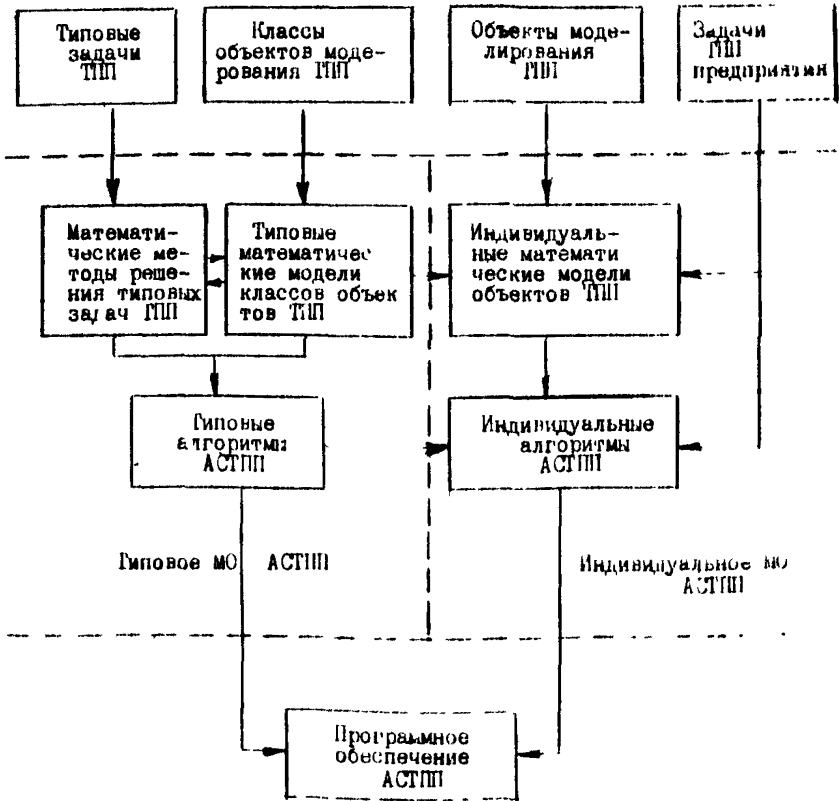 Типовые
задачи
ТПП
Классы
объектов моде-
рования ТПП
Объекты моде-
лирования
ТПП
Задачи
ТПП
предприятия
Математи-
ческие ме-
тоды реше-
ния типовых
задач ТПП
Типовые
математичес
кие модели
классов объек
тов ТПП
Индивидуаль-
ные математи
ческие модели
объектов ТПП
Типовые
алгоритмы
АСТПП
Индивидуальные
алгоритмы
АСТПП
Типовое МО АСТПП
Индивидуальное МО
АСТПП
Программное
обеспечение
АСТПП